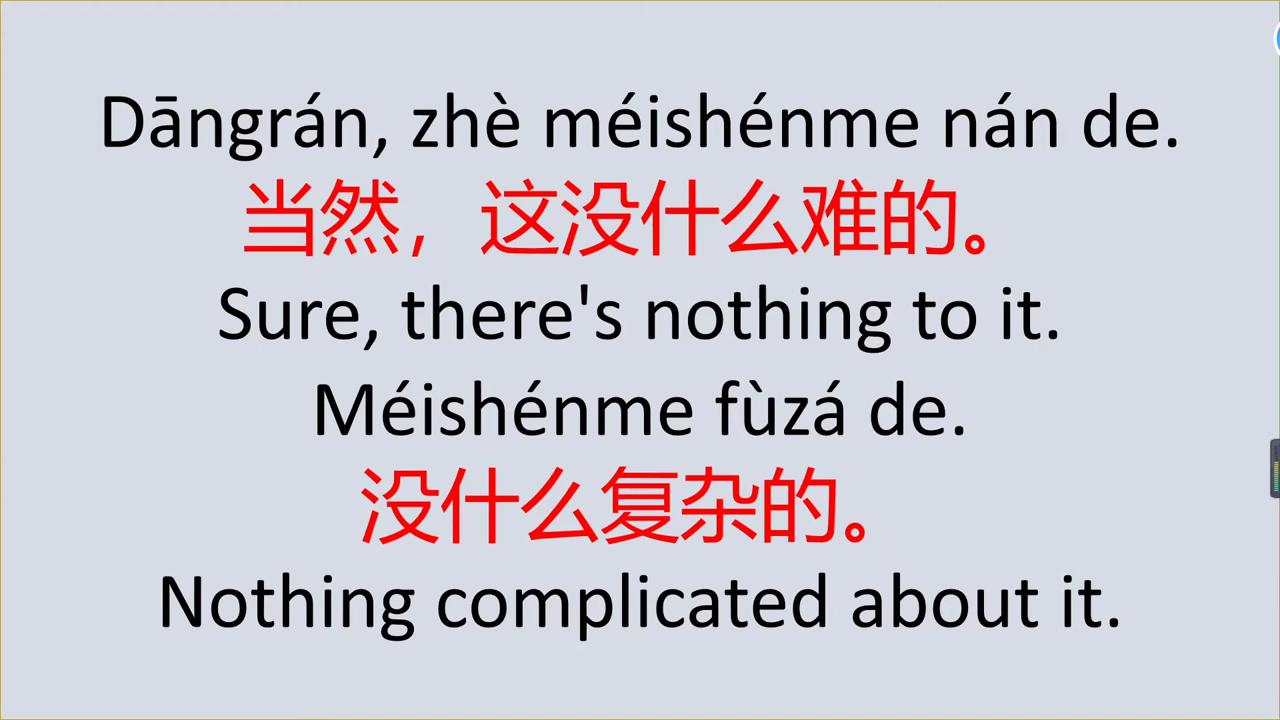 Dāngrán, zhè méishénme nán de.
当然，这没什么难的。
Sure, there's nothing to it.
Méishénme fùzá de.
没什么复杂的。
Nothing complicated about it.